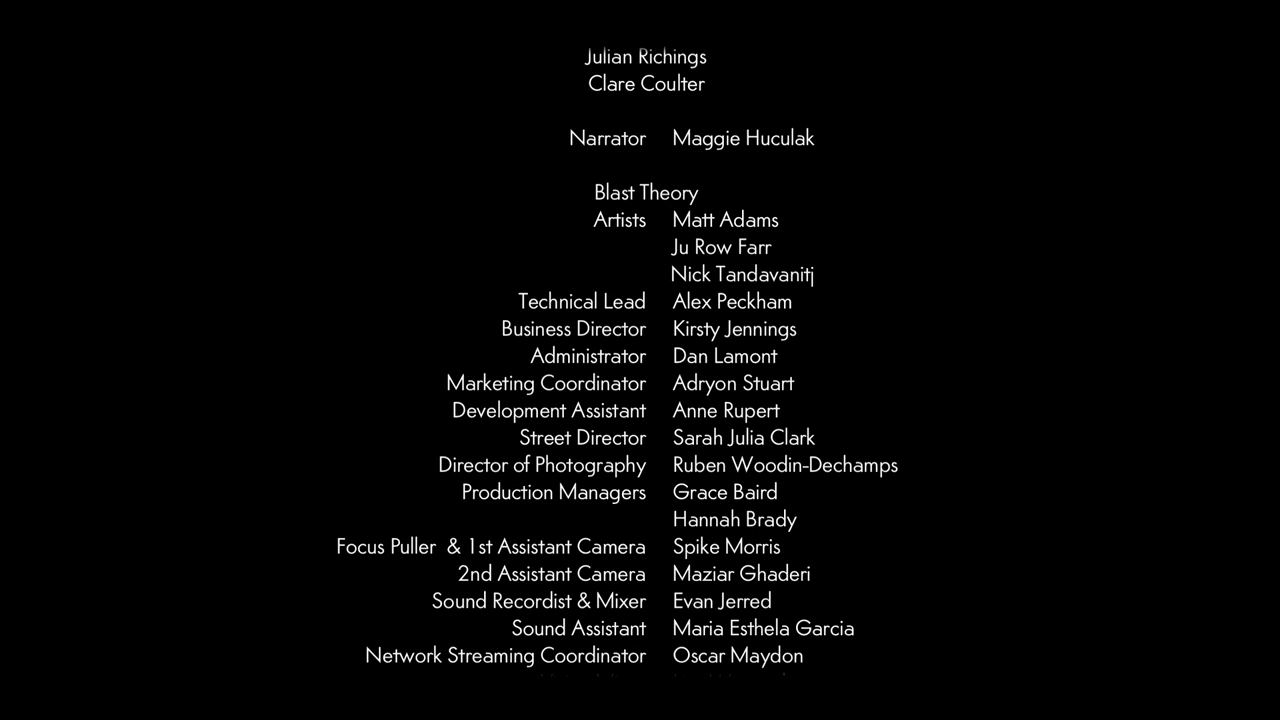 Julian Richings
Clare Coulter
Narrator Maggie Huculak
Blast Theory
Artists Matt Adams
Ju Row Farr
Nick Tandavanitj
Technical Lead Alex Peckham
Business Director Kirsty Jennings
Administrator Dan Lamont
Marketing Coordinator Adryon Stuart
Development Assistant Anne Rupert
Street Director Sarah Julia Clark
Director of Photography Ruben Woodin-Dechamps
Production Managers Grace Baird
Hannah Brady
Focus Puller & 1st Assistant Camera Spike Morris
2nd Assistant Camera Maziar Ghaderi
Sound Recordist & Mixer Evan Jerred
Sound Assistant Maria Esthela Garcia
Network Streaming Coordinator Oscar Maydon